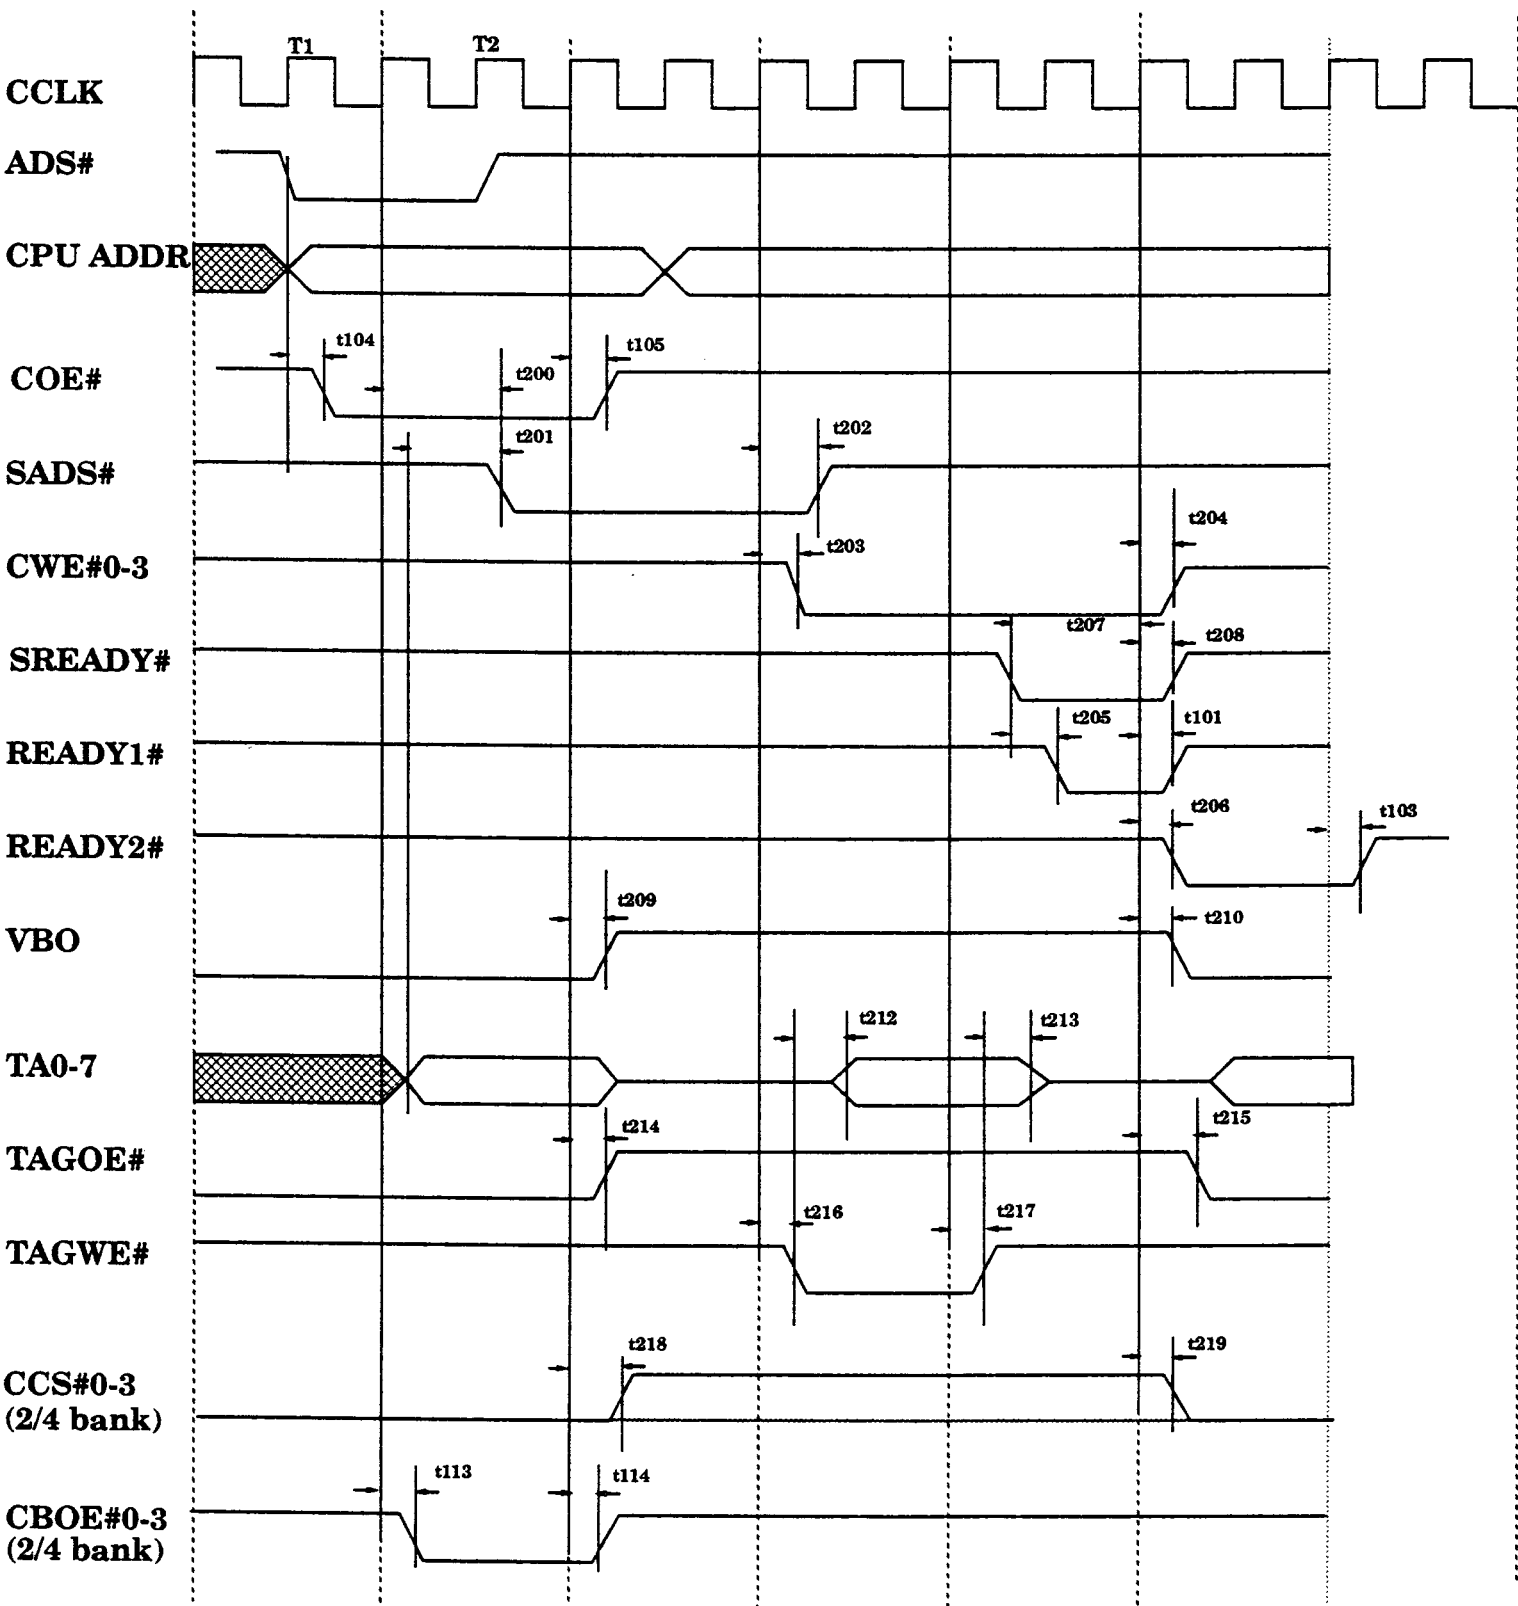 T1 T2
CCLK
ADS#
CPU ADDR
t104 t105
COE#
t200
t201 t202
SADS#
t204
CWE#0-3
t203
t207 t208
SREADY#
t205 t101
READY1#
t206 t103
READY2#
t209 t210
VBO
t212 t213
TA0-7
t214 t215
TAGOE#
t216 t217
TAGWE#
t218 t219
CCS#0-3
(2/4 bank)
t113 t114
CBOE#0-3
(2/4 bank)